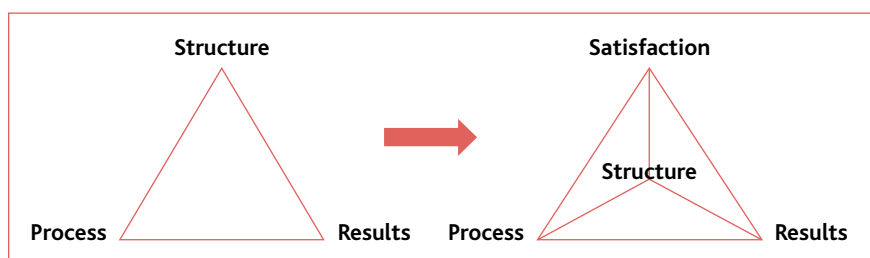 Structure
Process
Results
Satisfaction
Structure
Process
Results